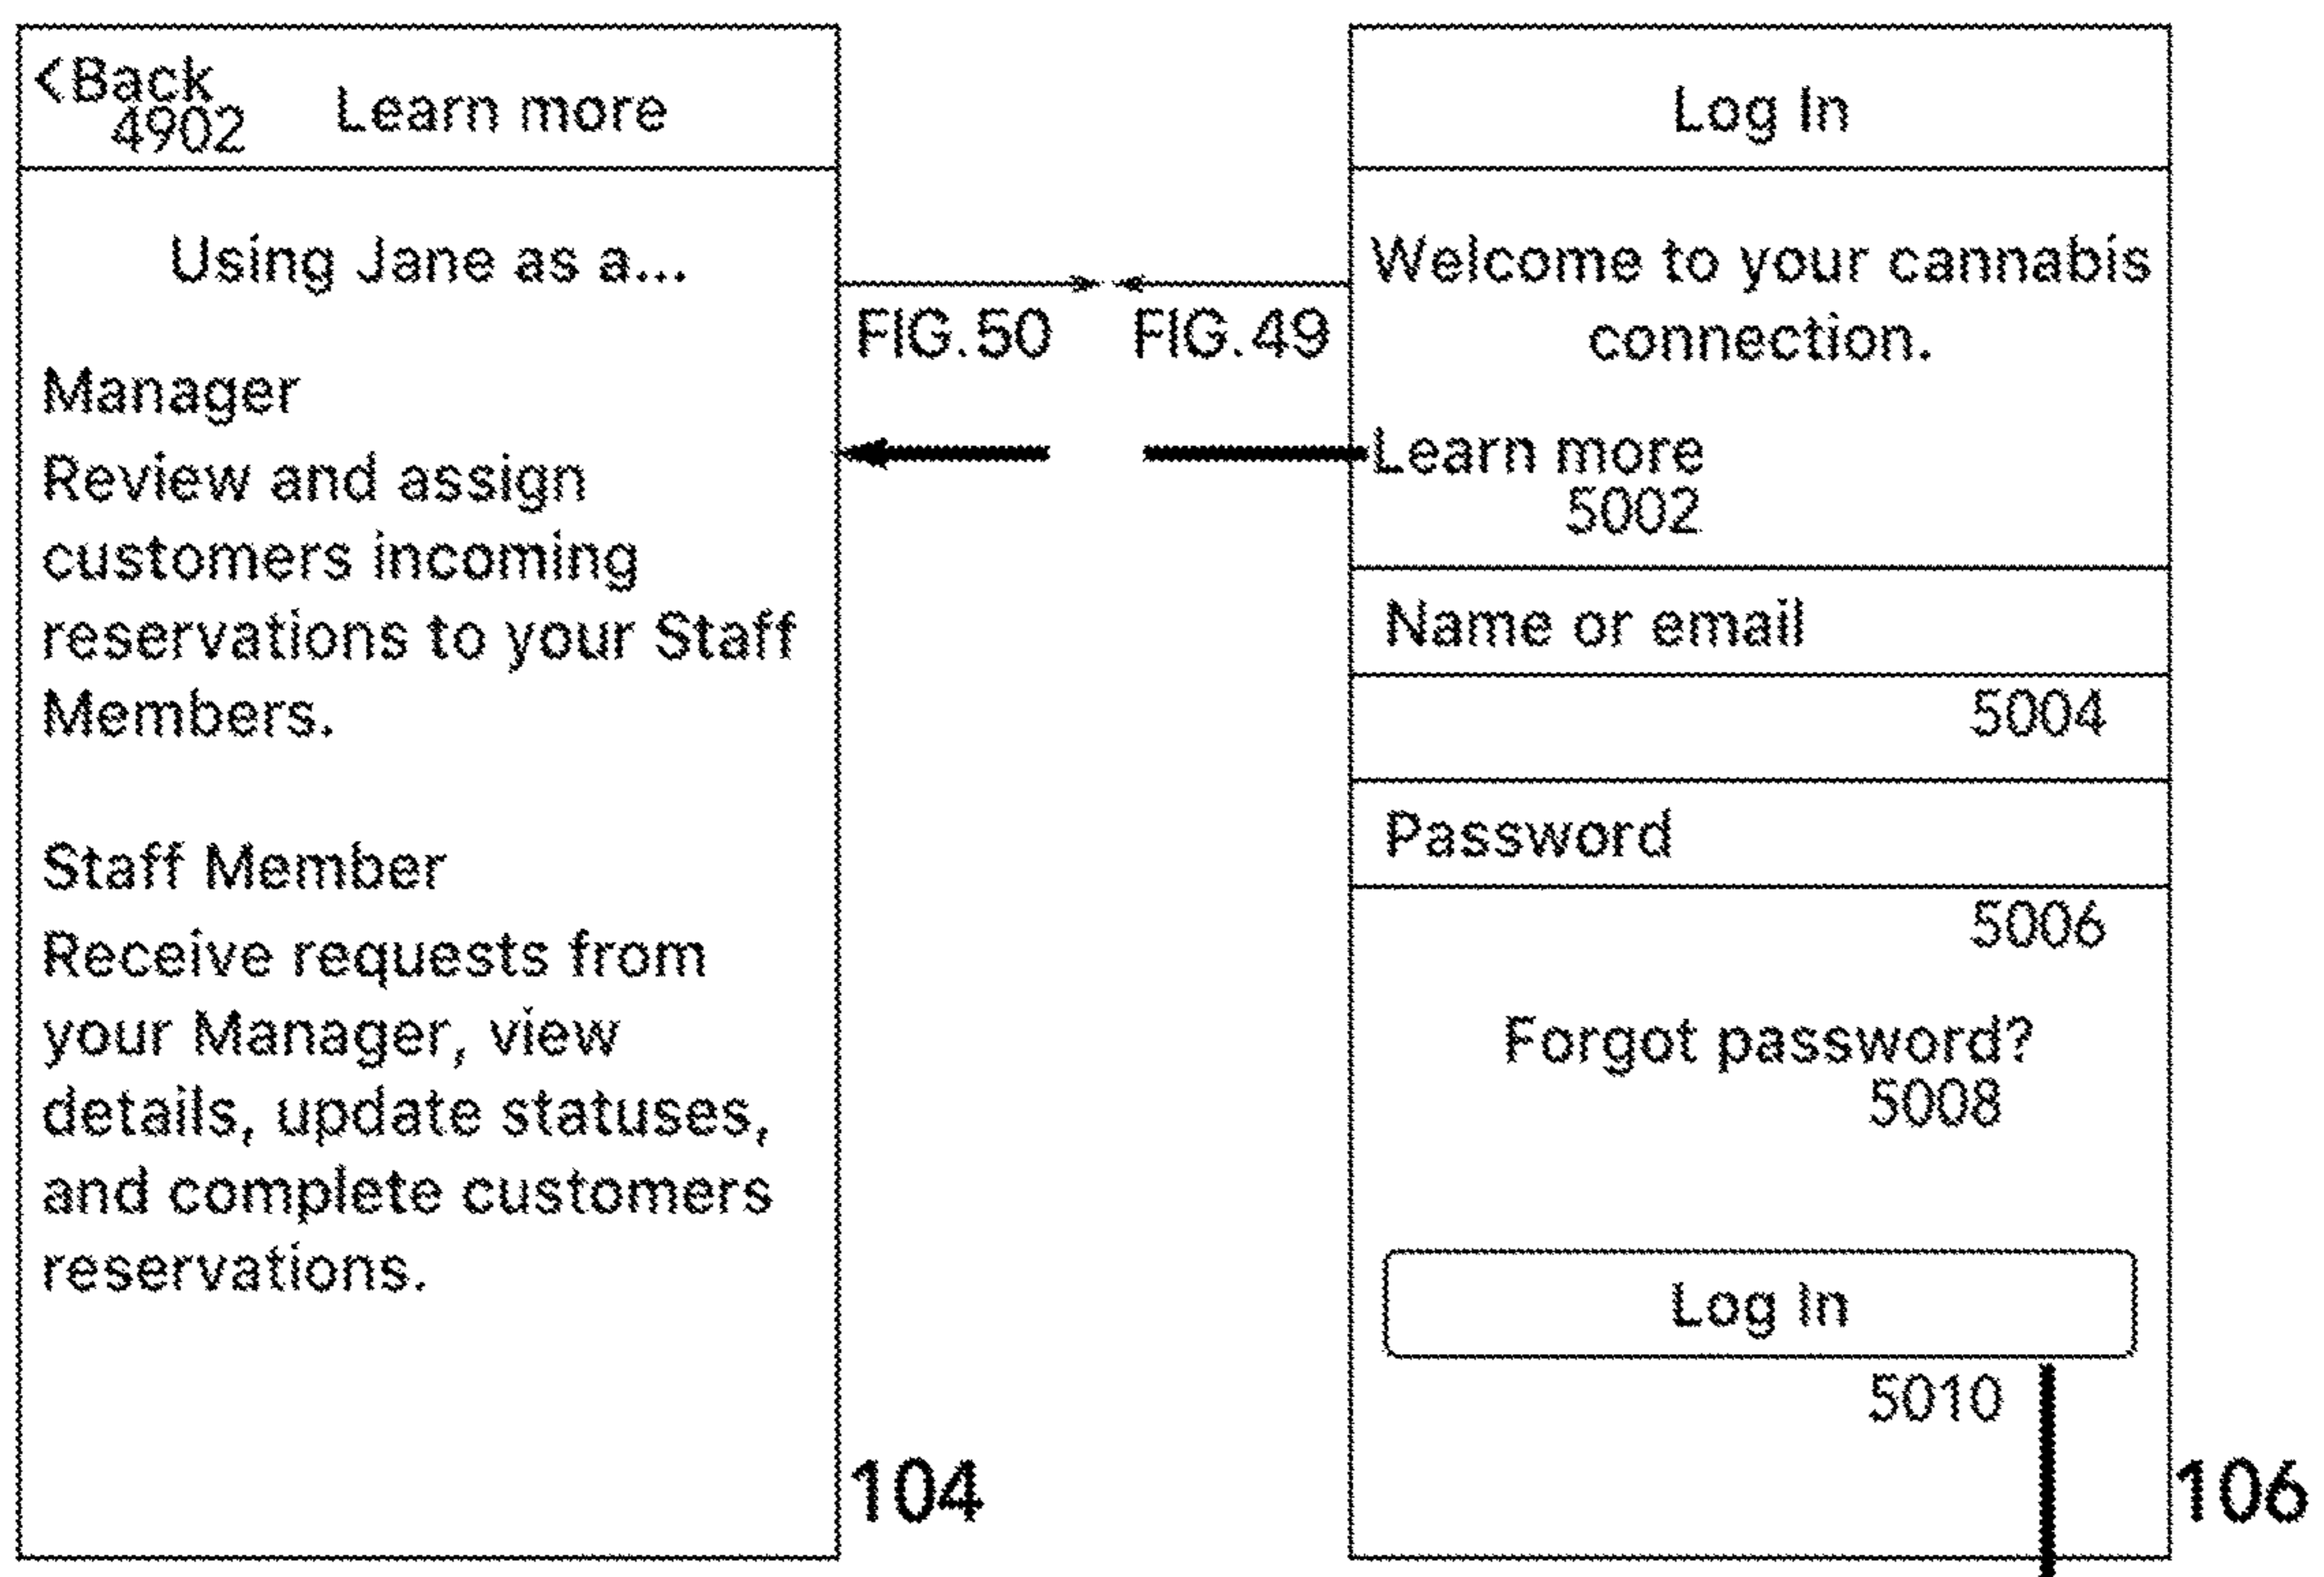 <Back
4902
Learn more
Using Jane as a...
Manager
Review and assign
customers incoming
reservations to your Staff
Members.
Staff Member
Receive requests from
your Manager, view
details, update statuses,
and complete customers
reservations.
104
FIG.50
FIG.49
Log In
Welcome to your cannabis
connection.
Learn more
5002
Name or email
5004
Password
5006
Forgot password?
5008
Log In
5010
106